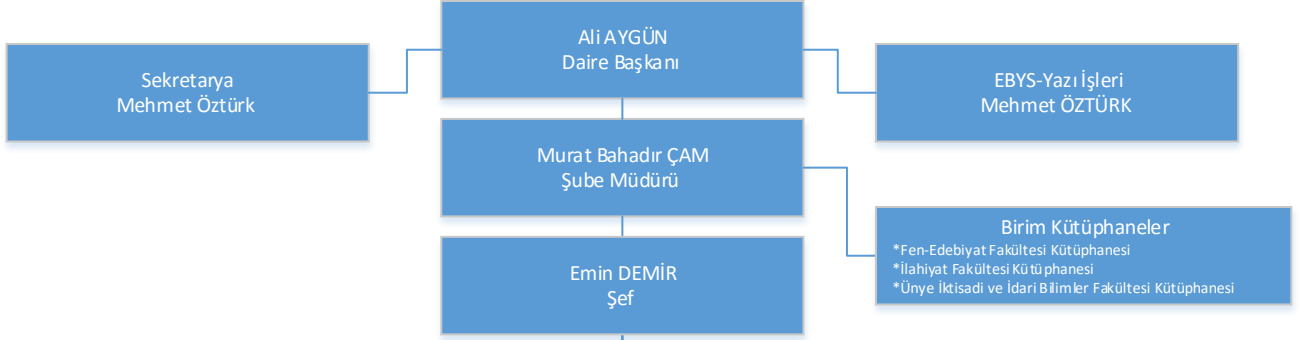 Ali AYGÜN
Daire Başkanı
Sekretarya
Mehmet Öztürk
EBYS-Yazı İşleri
Mehmet ÖZTÜRK
Murat Bahadır ÇAM
Şube Müdürü
Birim Kütüphaneler
*Fen-Edebiyat Fakültesi Kütüphanesi
*İlahiyat Fakültesi Kütüphanesi
*Ünye İktisadi ve İdari Bilimler Fakültesi Kütüphanesi
Emin DEMİR
Şef